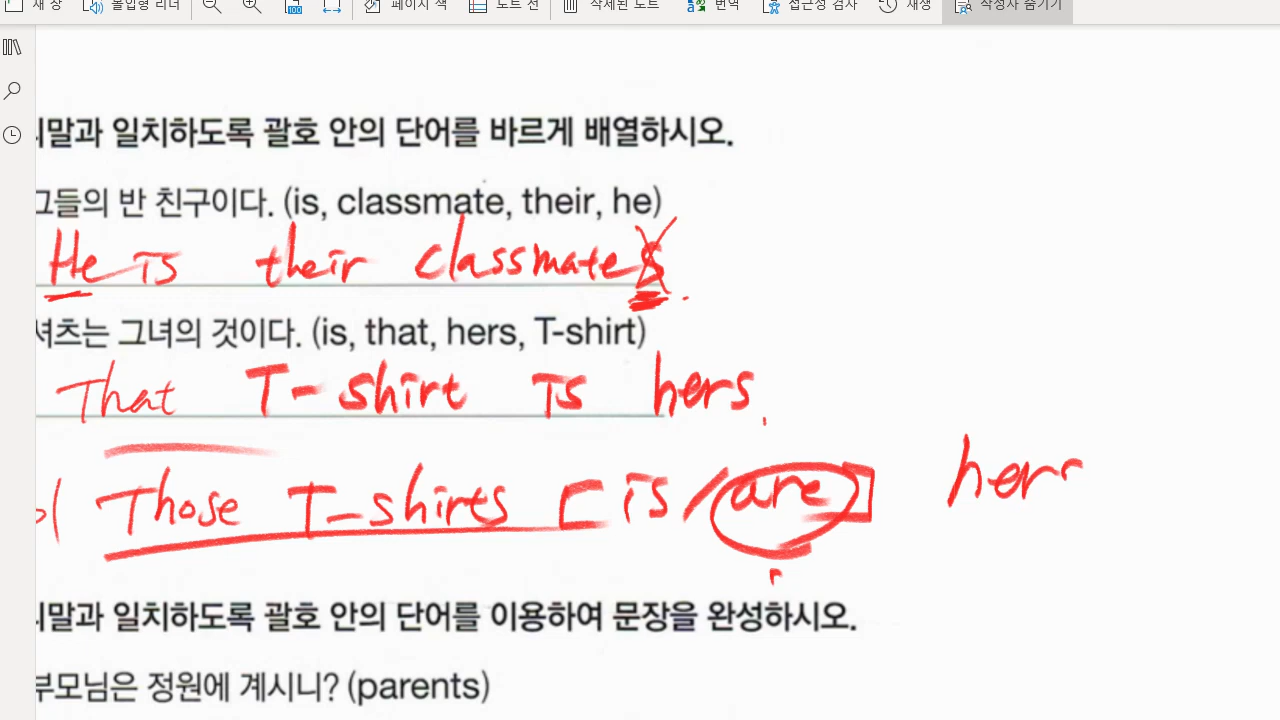 새 창 몰입형 리더 페이지 색 노트 선 삭제된 노트 번역 접근성 검사 재생 작성자 숨기기
말과 일치하도록 괄호 안의 단어를 바르게 배열하시오.
그들의 반 친구이다. (is, classmate, their, he)
He is their classmates.
셔츠는 그녀의 것이다. (is, that, hers, T-shirt)
That T-shirt is hers.
Those T-shirts [is/are] hers
말과 일치하도록 괄호 안의 단어를 이용하여 문장을 완성하시오.
부모님은 정원에 계시니? (parents)